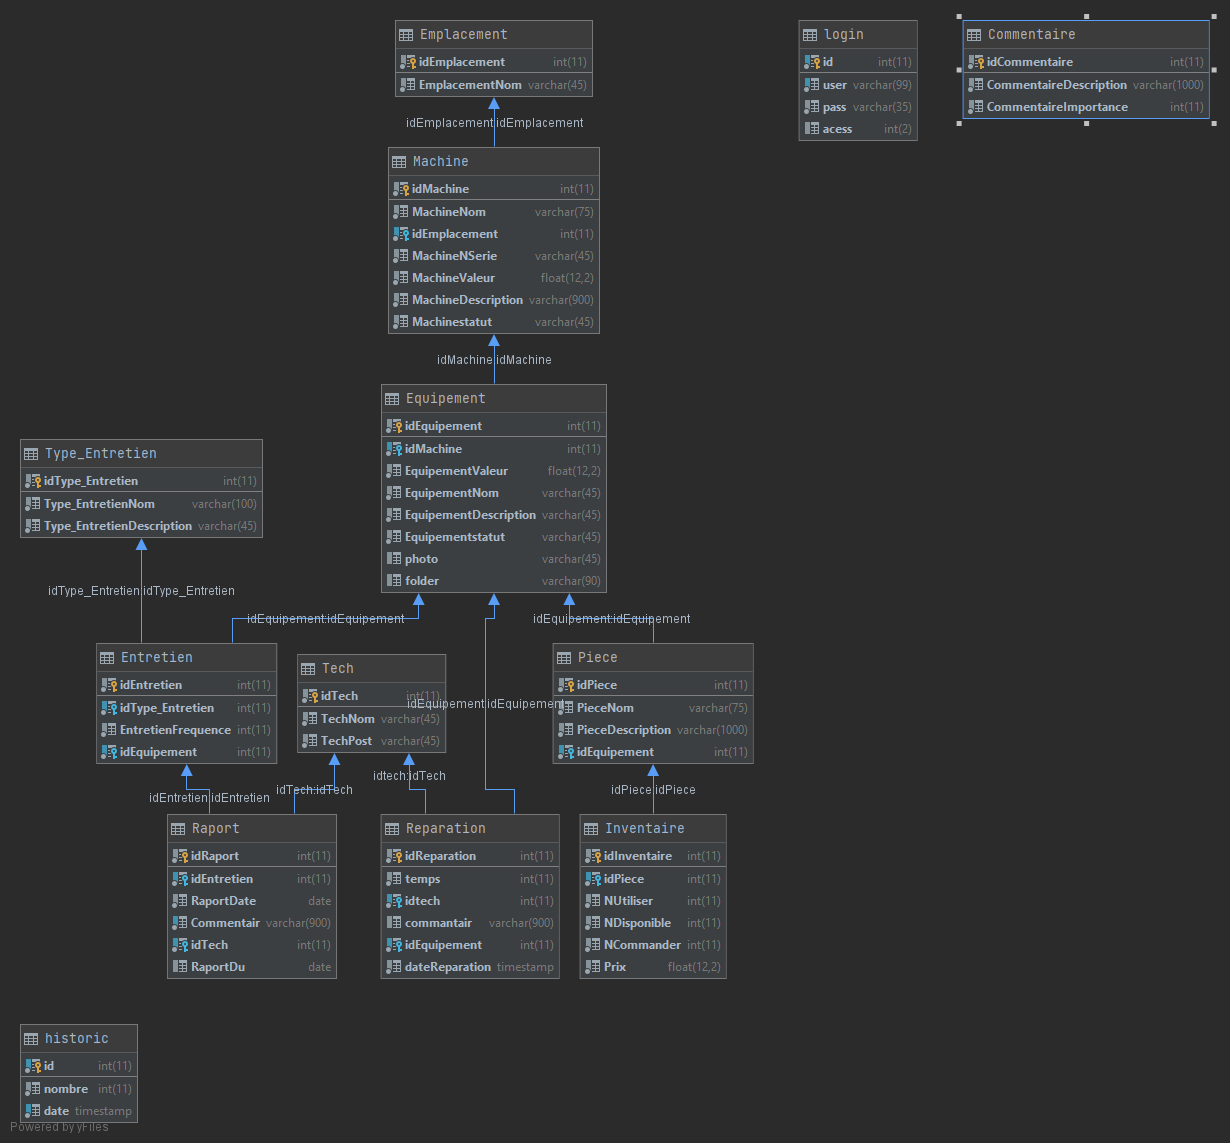 Emplacement
idEmplacement int(11)
EmplacementNom varchar(45)
idEmplacement:idEmplacement
login
id int(11)
user varchar(99)
pass varchar(35)
acess int(2)
Commentaire
idCommentaire int(11)
CommentaireDescription varchar(1000)
CommentaireImportance int(11)
Machine
idMachine int(11)
MachineNom varchar(75)
idEmplacement int(11)
MachineNSerie varchar(45)
MachineValeur float(12,2)
MachineDescription varchar(900)
Machinestatut varchar(45)
idMachine:idMachine
Equipement
idEquipement int(11)
idMachine int(11)
EquipementValeur float(12,2)
EquipementNom varchar(45)
EquipementDescription varchar(45)
Equipementstatut varchar(45)
photo varchar(45)
folder varchar(90)
Type_Entretien
idType_Entretien int(11)
Type_EntretienNom varchar(100)
Type_EntretienDescription varchar(45)
idType_Entretien:idType_Entretien
idEquipement:idEquipement
idEquipement:idEquipement
Entretien
idEntretien int(11)
idType_Entretien int(11)
EntretienFrequence int(11)
idEquipement int(11)
Tech
idTech int(11)
TechNom varchar(45)
TechPost varchar(45)
idEquipement:idEquipement
Piece
idPiece int(11)
PieceNom varchar(75)
PieceDescription varchar(1000)
idEquipement int(11)
idEntretien:idEntretien
idTech:idTech
idtech:idTech
idPiece:idPiece
Raport
idRaport int(11)
idEntretien int(11)
RaportDate date
Commentair varchar(900)
idTech int(11)
RaportDu date
Reparation
idReparation int(11)
temps int(11)
idtech int(11)
commantair varchar(900)
idEquipement int(11)
dateReparation timestamp
Inventaire
idInventaire int(11)
idPiece int(11)
NUtiliser int(11)
NDisponible int(11)
NCommander int(11)
Prix float(12,2)
historic
id int(11)
nombre int(11)
date timestamp
Powered by yFiles